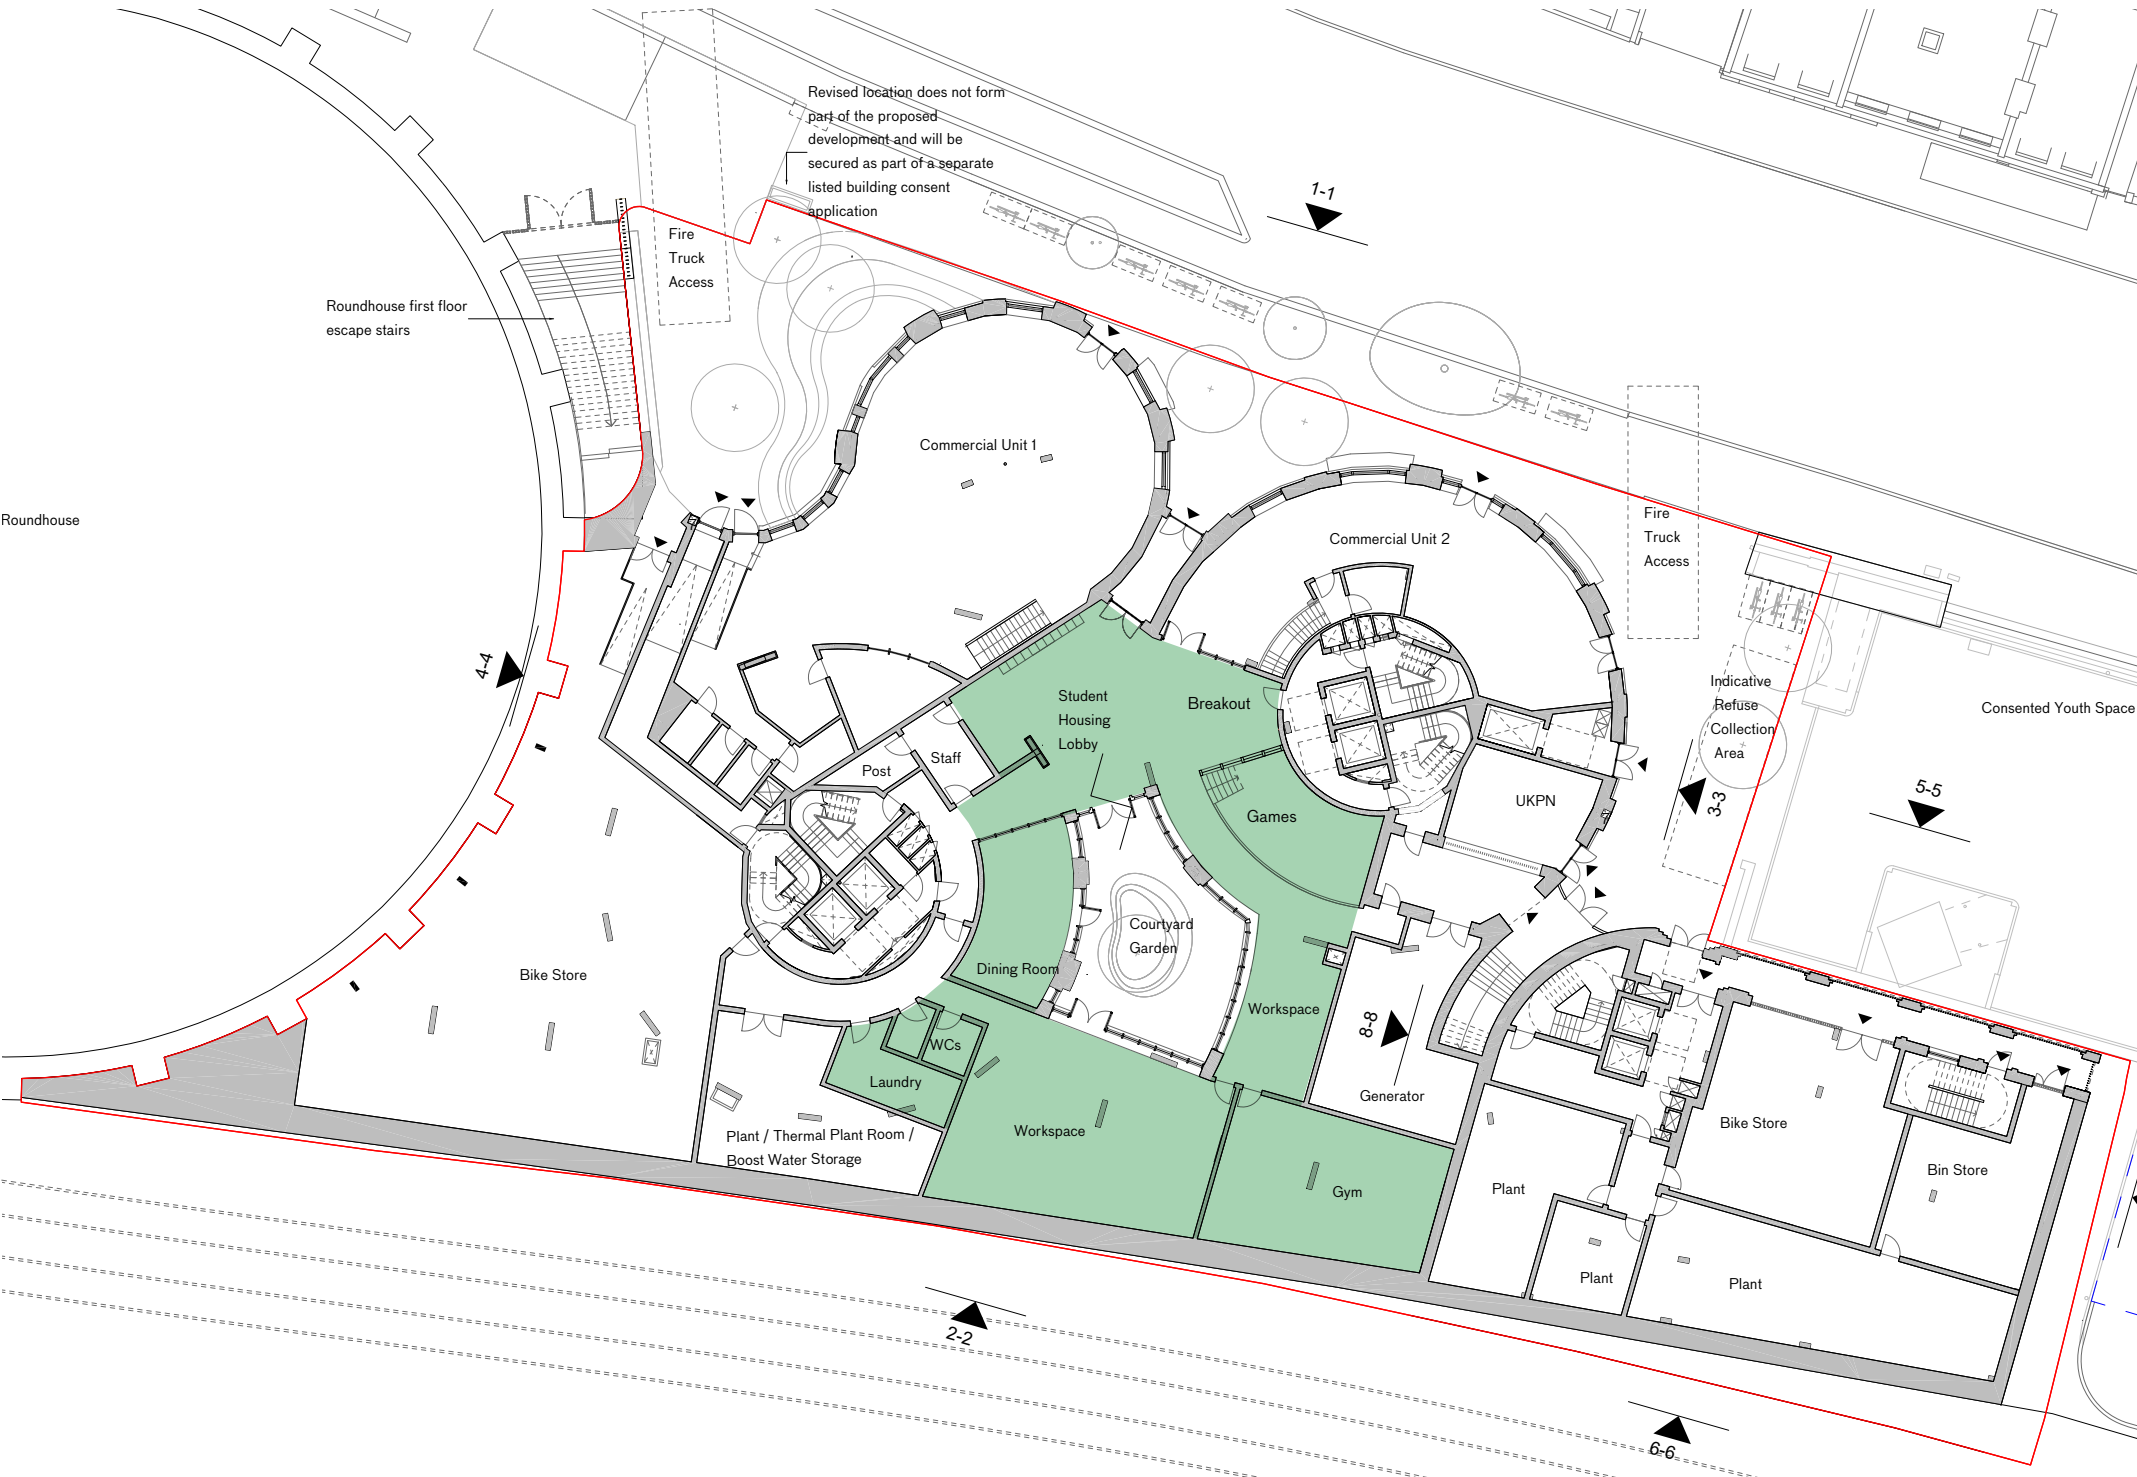 Revised location does not form
part of the proposed
development and will be
secured as part of a separate
listed building consent
application
1-1
Fire
Truck
Access
Roundhouse first floor
escape stairs
Commercial Unit 1
Roundhouse
Commercial Unit 2
Fire
Truck
Access
4-4
Student
Housing
Lobby
Breakout
Indicative
Refuse
Collection
Area
Consented Youth Space
Staff
Post
UKPN
3-3
5-5
Games
Courtyard
Garden
Dining Room
Bike Store
Workspace
8-8
WCs
Laundry
Generator
Plant / Thermal Plant Room /
Boost Water Storage
Workspace
Bike Store
Bin Store
Gym
Plant
Plant
Plant
2-2
6-6